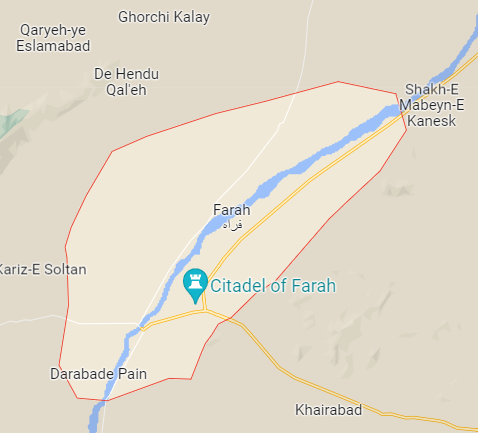 Ghorchi Kalay
Qaryeh-ye
Eslamabad
De Hendu
Qal'eh
Shakh-E
Mabeyn-E
Kanesk
Farah
فراه
Kariz-E Soltan
Citadel of Farah
Darabade Pain
Khairabad